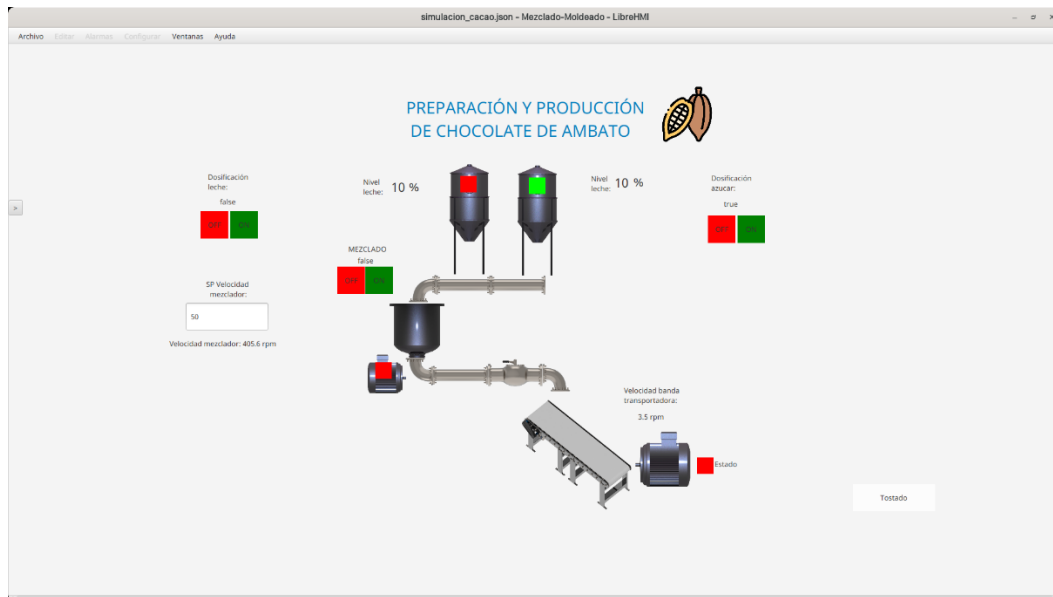 simulacion_cacao.json - Mezclado-Moldeado - LibreHMI
Archivo Editar Alarmas Configurar Ventanas Ayuda
PREPARACIÓN Y PRODUCCIÓN
DE CHOCOLATE DE AMBATO
Dosificación
leche:
false
OFF ON
Nivel
leche: 10 %
Nivel
leche: 10 %
Dosificación
azucar:
true
OFF ON
>
MEZCLADO
false
OFF ON
SP Velocidad
mezclador:
50
Velocidad mezclador: 405.6 rpm
Velocidad banda
transportadora:
3.5 rpm
Estado
Tostado